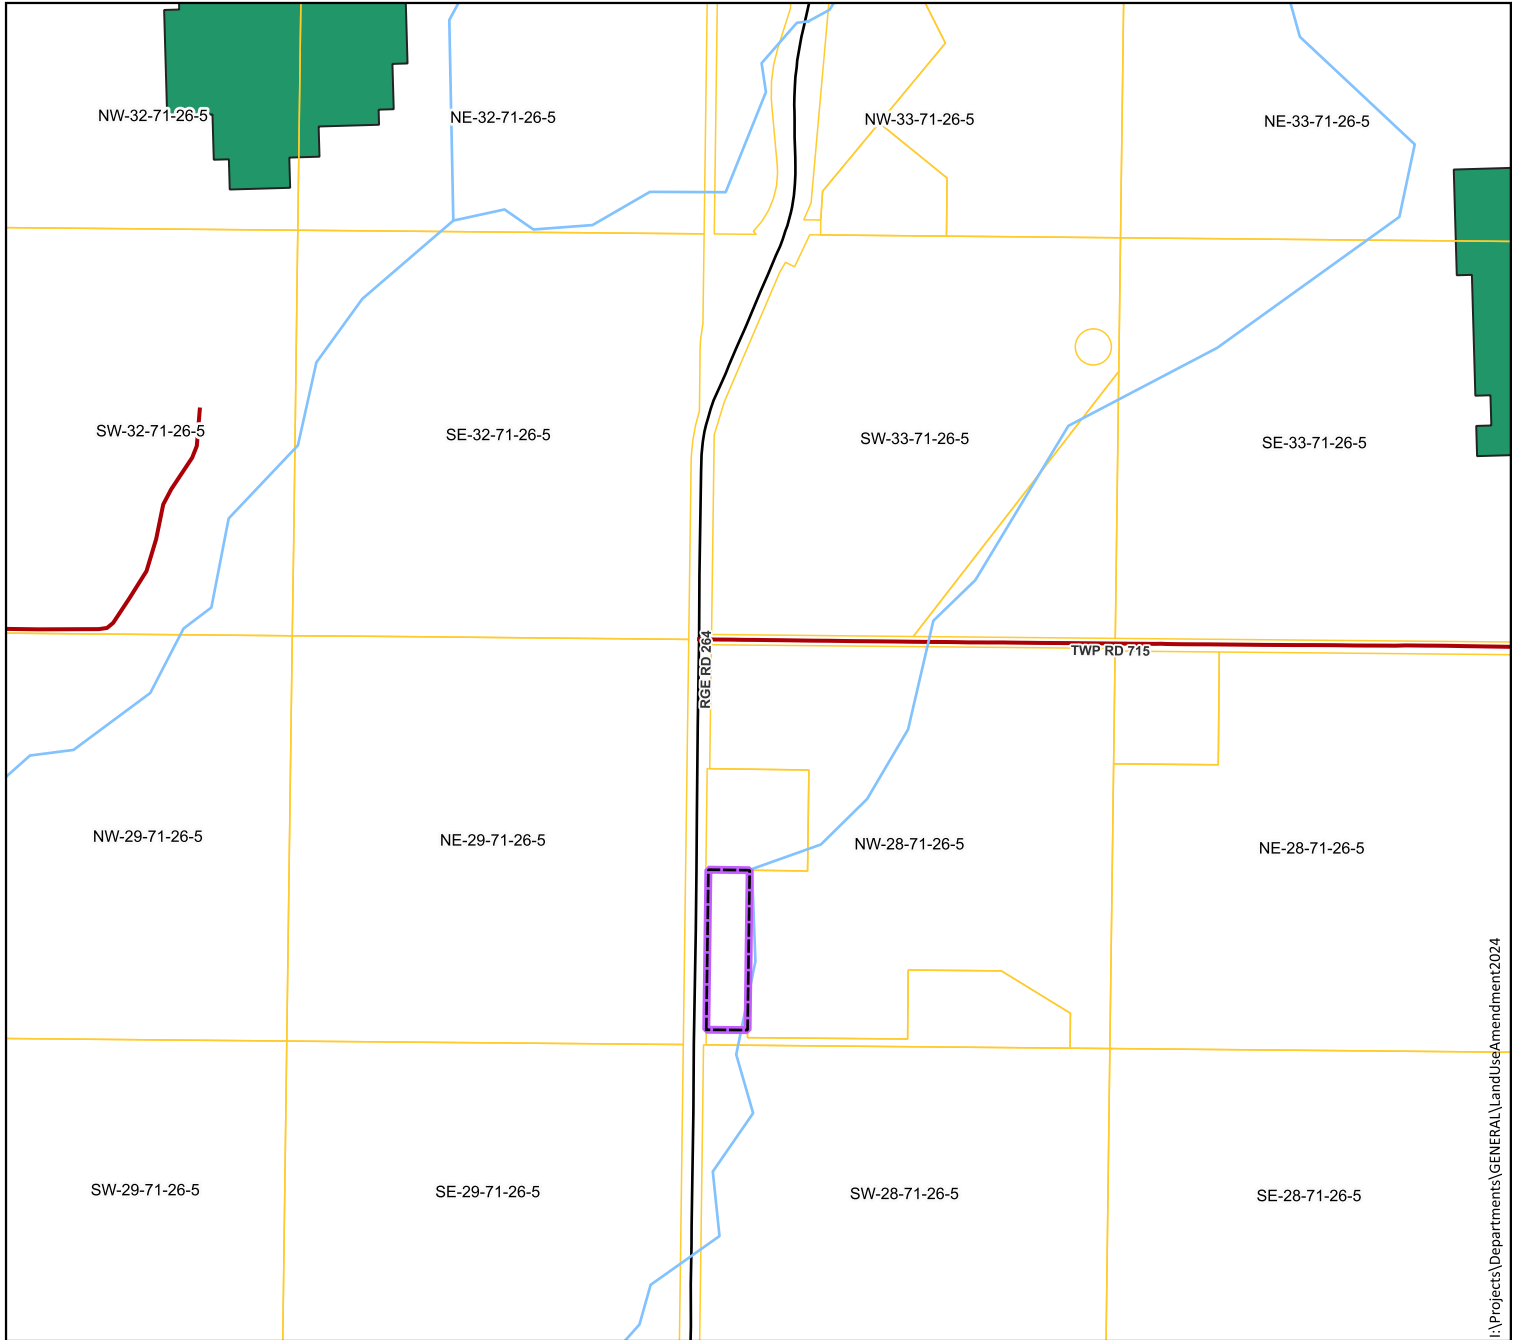 NW-32-71-26-5
NE-32-71-26-5
NW-33-71-26-5
NE-33-71-26-5
SW-32-71-26-5
SE-32-71-26-5
SW-33-71-26-5
SE-33-71-26-5
RGE RD 264
TWP RD 715
NW-29-71-26-5
NE-29-71-26-5
NW-28-71-26-5
NE-28-71-26-5
SW-29-71-26-5
SE-29-71-26-5
SW-28-71-26-5
SE-28-71-26-5
I:\Projects\Departments\GENERAL\LandUseAmendment2024